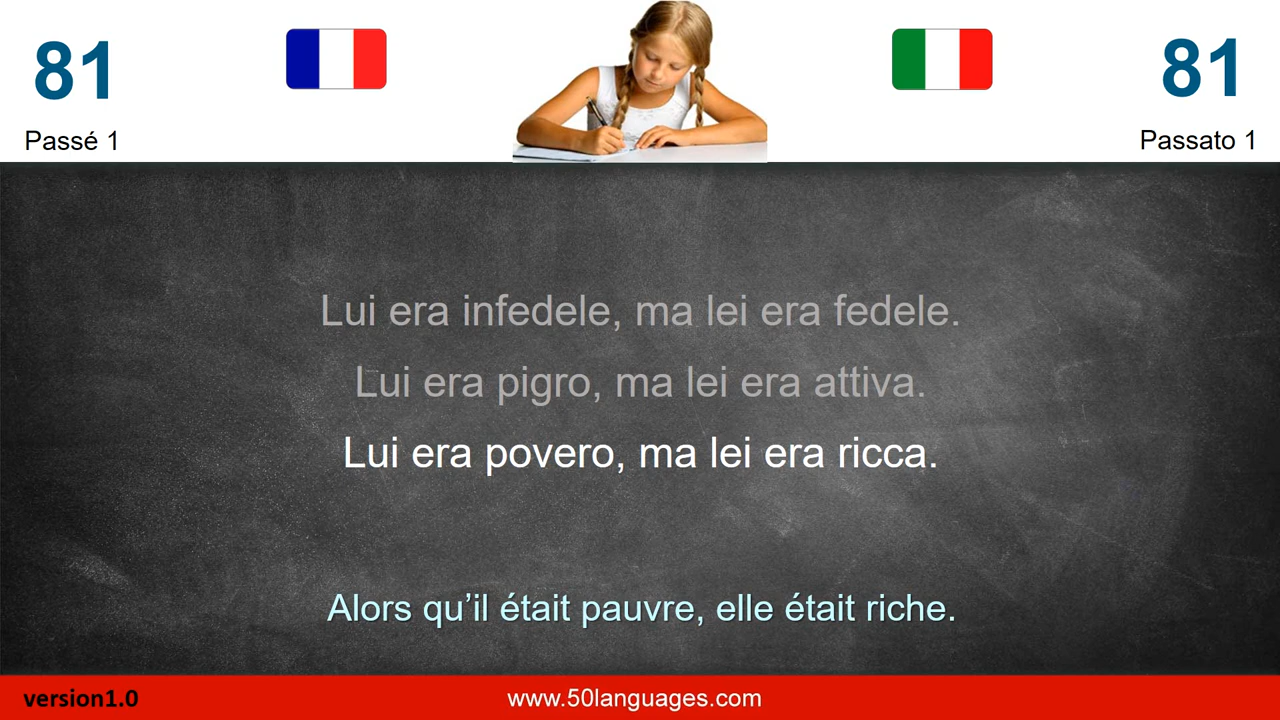 81
81
Passé 1
Passato 1
Lui era infedele, ma lei era fedele.
Lui era pigro, ma lei era attiva.
Lui era povero, ma lei era ricca.
Alors qu’il était pauvre, elle était riche.
version1.0
www.50languages.com